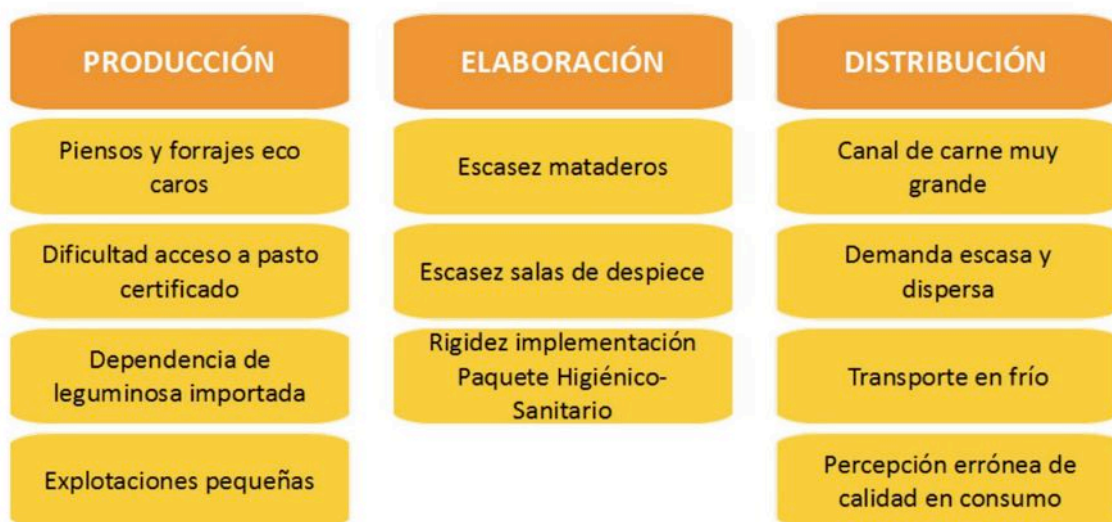 PRODUCCIÓN
Piensos y forrajes eco
caros
Dificultad acceso a pasto
certificado
Dependencia de
leguminosa importada
Explotaciones pequeñas
ELABORACIÓN
Escasez mataderos
Escasez salas de despiece
Rigidez implementación
Paquete Higiénico-
Sanitario
DISTRIBUCIÓN
Canal de carne muy
grande
Demanda escasa y
dispersa
Transporte en frío
Percepción errónea de
calidad en consumo